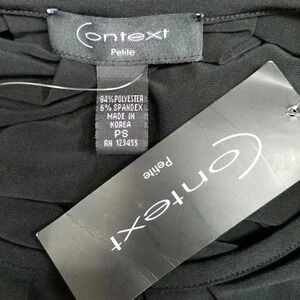 Context
Petite
94% POLYESTER
6% SPANDEX
MADE IN
KOREA
PS
RN 123455
Context
Petite